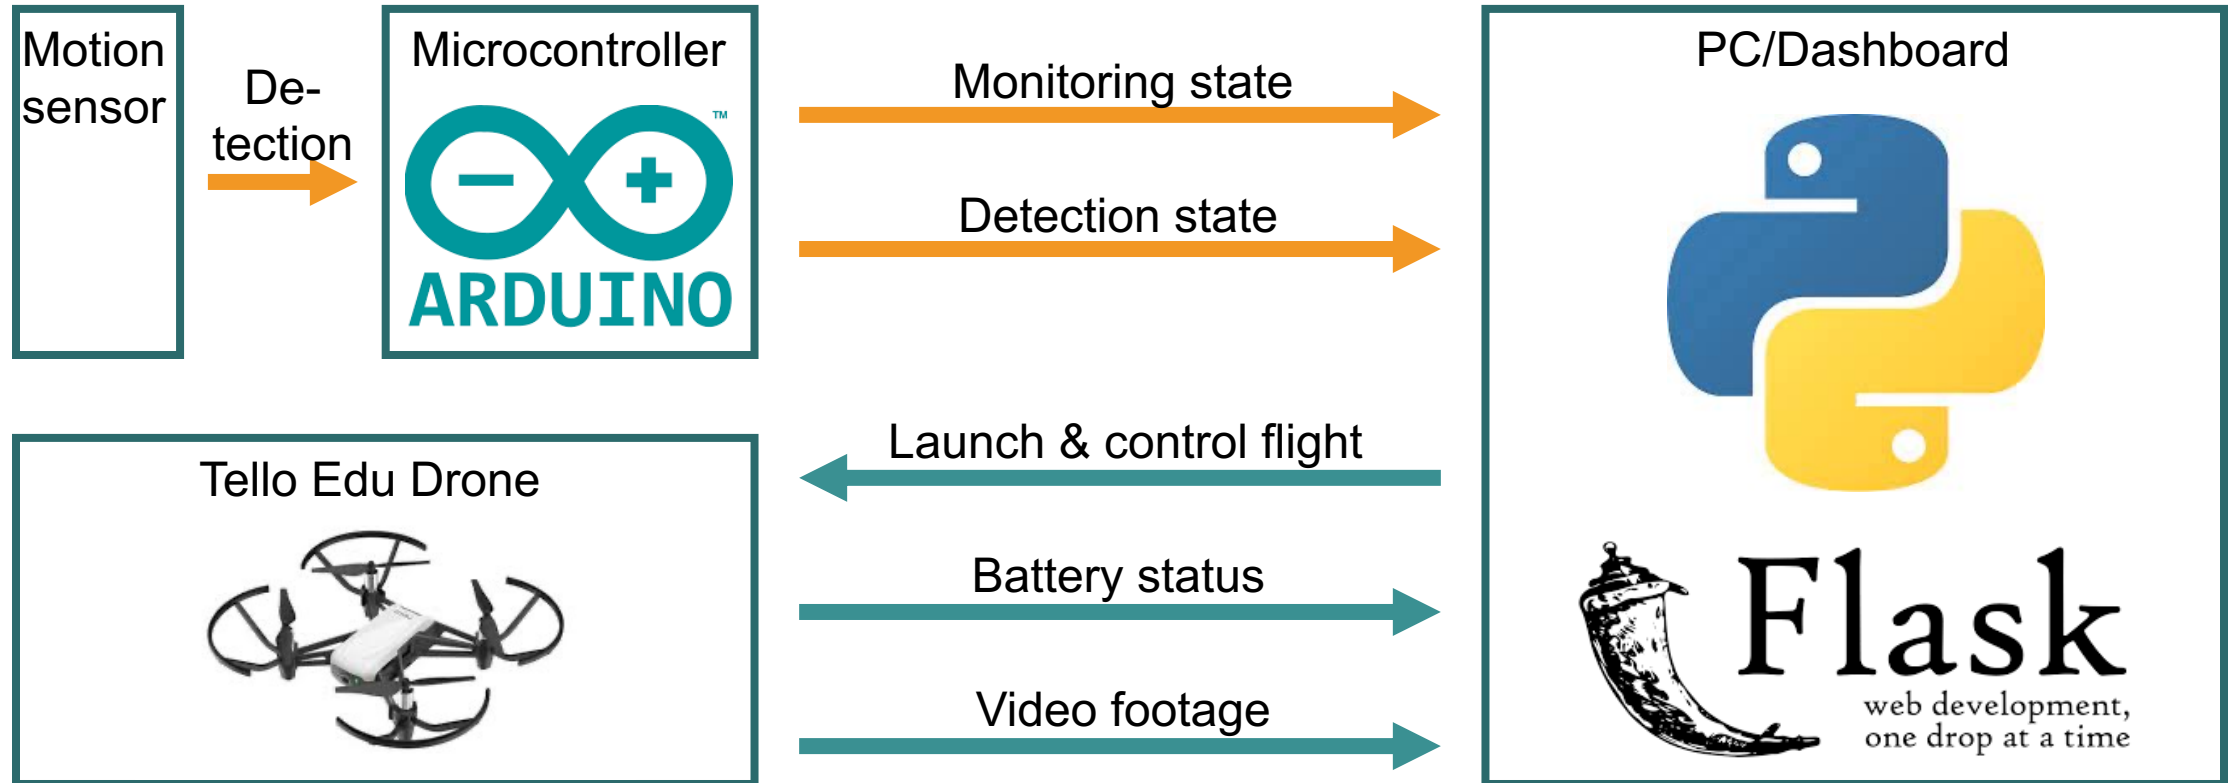 Motion
sensor
De-
tection
Microcontroller
™
ARDUINO
Monitoring state
Detection state
PC/Dashboard
Tello Edu Drone
Launch & control flight
Battery status
Video footage
Flask
web development,
one drop at a time